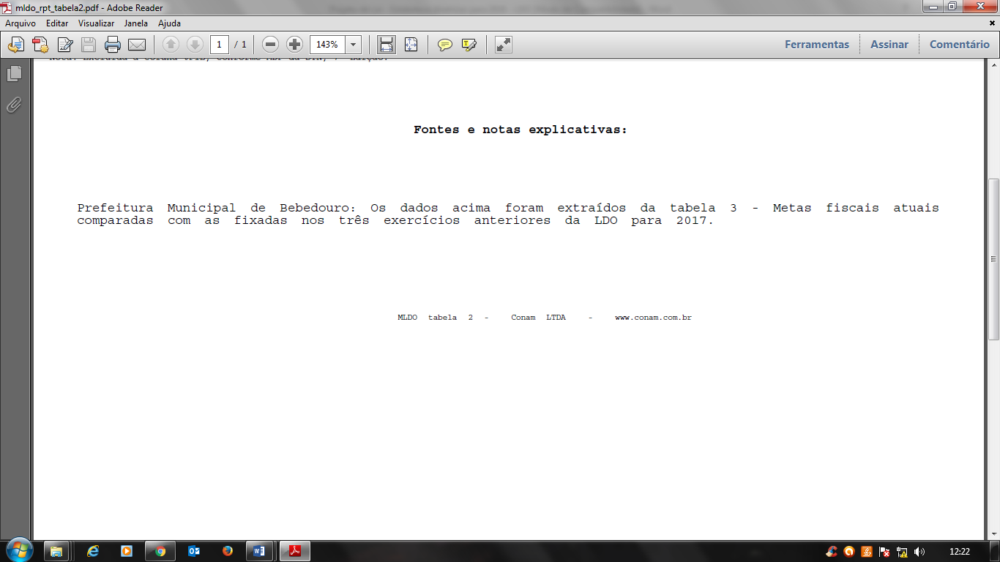 mldo_rpt_tabela2.pdf - Adobe Reader
Arquivo Editar Visualizar Janela Ajuda
1 / 1 143% Ferramentas Assinar Comentário
Fontes e notas explicativas:
Prefeitura Municipal de Bebedouro: Os dados acima foram extraídos da tabela 3 - Metas fiscais atuais
comparadas com as fixadas nos três exercícios anteriores da LDO para 2017.
MLDO tabela 2 - Conam LTDA - www.conam.com.br
12:22